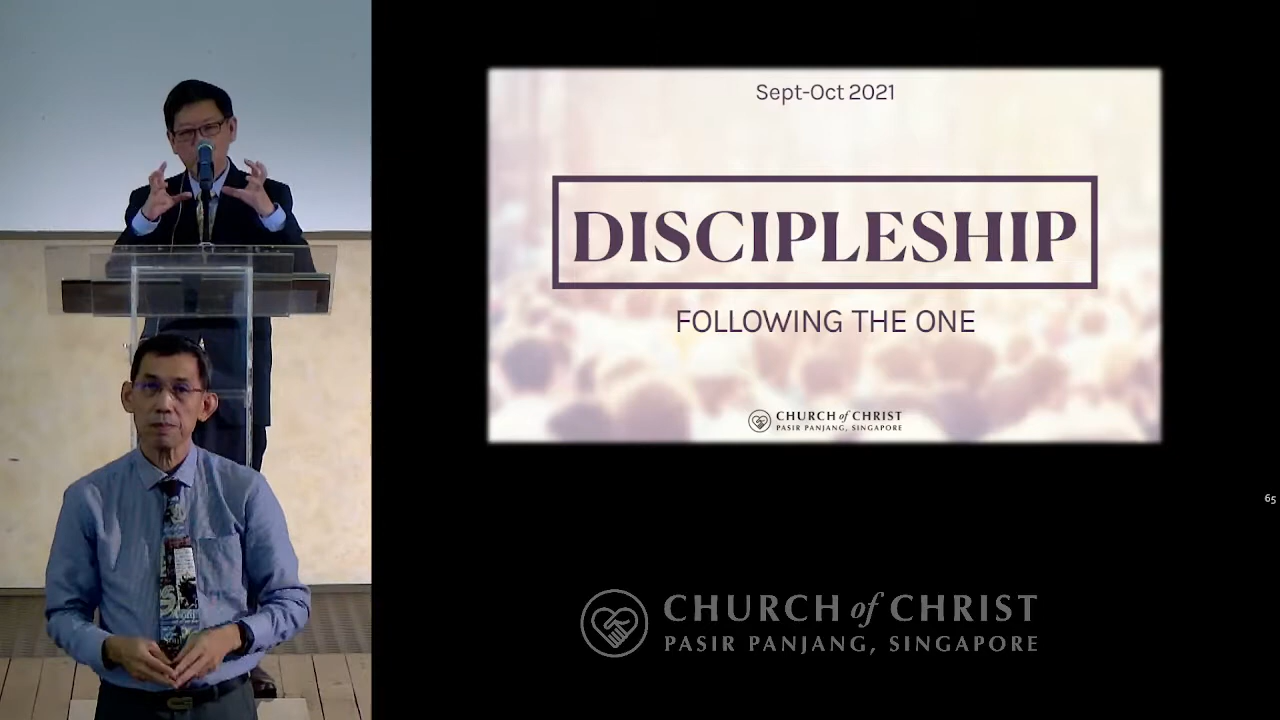 Sept-Oct 2021
DISCIPLESHIP
FOLLOWING THE ONE
CHURCH of CHRIST
PASIR PANJANG, SINGAPORE
65
CHURCH of CHRIST
PASIR PANJANG, SINGAPORE